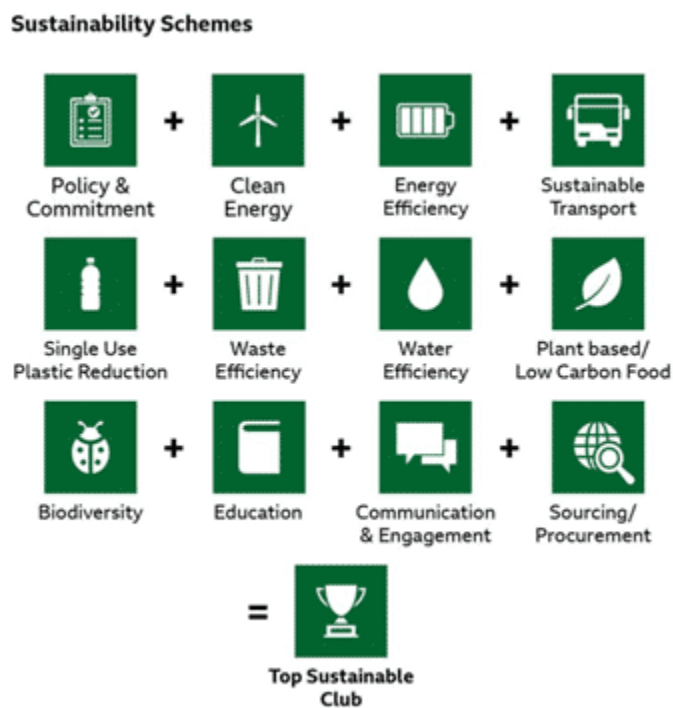 Sustainability Schemes
+ + +
Policy & Clean Energy Sustainable
Commitment Energy Efficiency Transport
+ + +
Single Use Waste Water Plant based/
Plastic Reduction Efficiency Efficiency Low Carbon Food
+ + +
Biodiversity Education Communication Sourcing/
& Engagement Procurement
=
Top Sustainable
Club